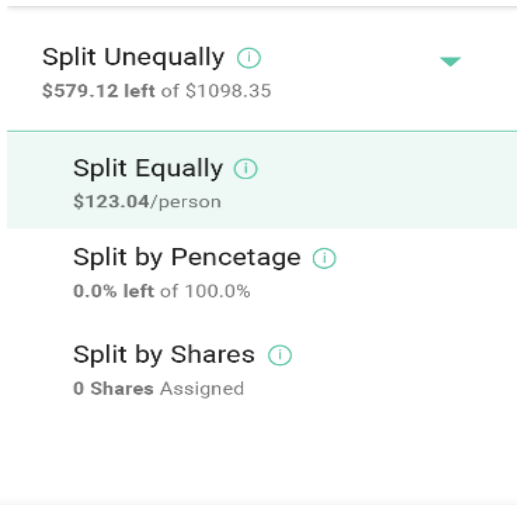 Split Unequally
$579.12 left of $1098.35
Split Equally
$123.04/person
Split by Pencetage
0.0% left of 100.0%
Split by Shares
0 Shares Assigned